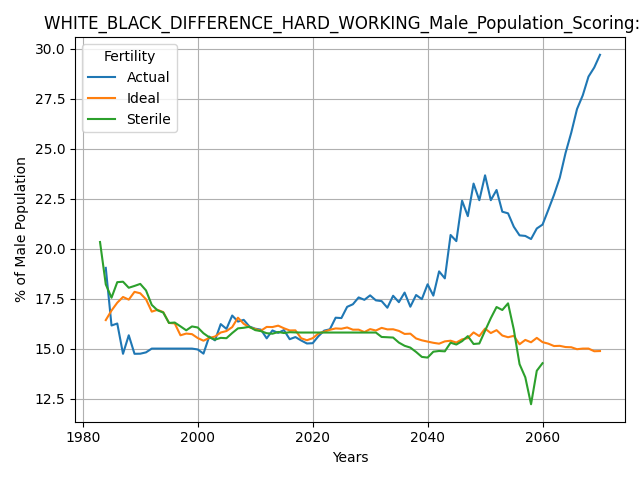 WHITE_BLACK_DIFFERENCE_HARD_WORKING_Male_Population_Scoring:
% of Male Population
30.0
27.5
25.0
22.5
20.0
17.5
15.0
12.5
Fertility
Actual
Ideal
Sterile
1980 2000 2020 2040 2060
Years